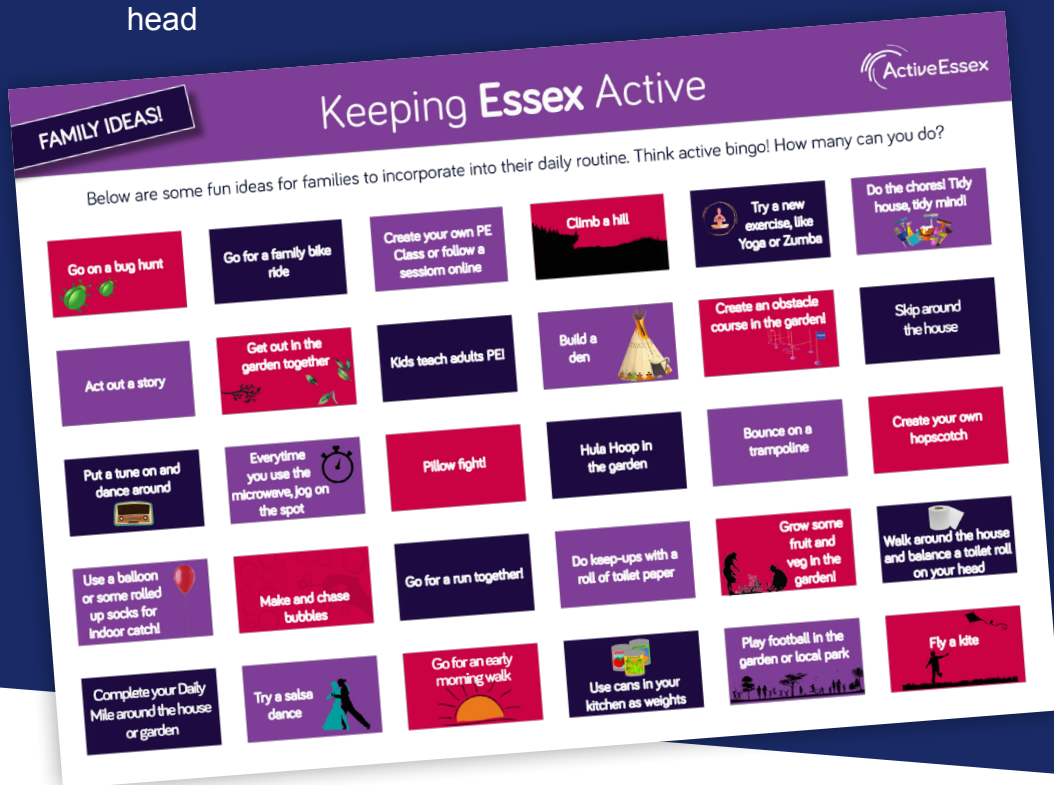 head
FAMILY IDEAS!
Keeping Essex Active
ActiveEssex
Below are some fun ideas for families to incorporate into their daily routine. Think active bingo! How many can you do?
Go on a bug hunt
Go for a family bike
ride
Create your own PE
Class or follow a
sessiom online
Climb a hill
Try a new
exercise, like
Yoga or Zumba
Do the chores! Tidy
house, tidy mind!
Act out a story
Get out in the
garden together
Kids teach adults PE!
Build a
den
Create an obstacle
course in the garden!
Skip around
the house
Put a tune on and
dance around
Everytime
you use the
microwave, jog on
the spot
Pillow fight!
Hula Hoop in
the garden
Bounce on a
trampoline
Create your own
hopscotch
Use a balloon
or some rolled
up socks for
indoor catch!
Make and chase
bubbles
Go for a run together!
Do keep-ups with a
roll of toilet paper
Grow some
fruit and
veg in the
garden!
Walk around the house
and balance a toilet roll
on your head
Complete your Daily
Mile around the house
or garden
Try a salsa
dance
Go for an early
morning walk
Use cans in your
kitchen as weights
Play football in the
garden or local park
Fly a kite